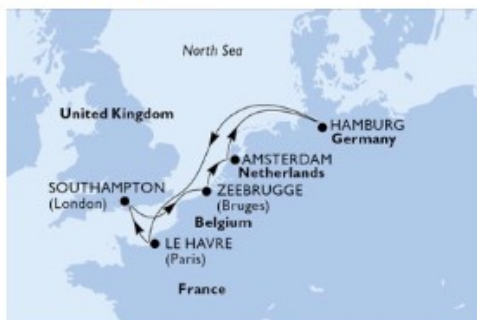 North Sea
United Kingdom
HAMBURG
Germany
AMSTERDAM
Netherlands
SOUTHAMPTON
(London)
ZEEBRUGGE
(Bruges)
Belgium
LE HAVRE
(Paris)
France